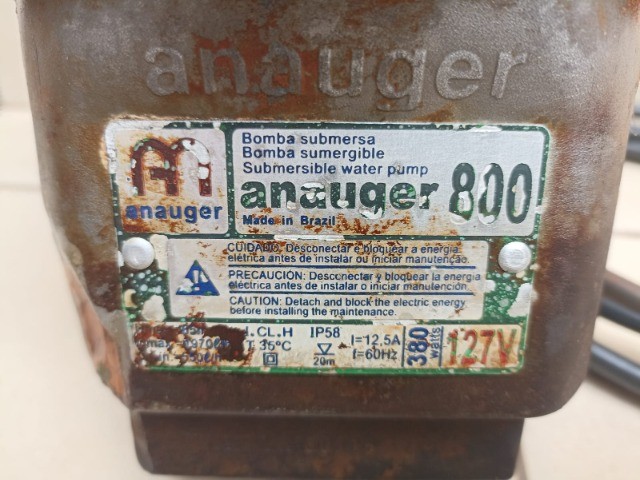 anauger
anauger
Bomba submersa
Bomba sumergible
Submersible water pump
anauger 800
Made in Brazil
CUIDADO: Desconectar e bloquear a energia
elétrica antes de instalar ou iniciar manutenção.
PRECAUCION: Desconectar y bloquear la energia
eléctrica antes de instalar o iniciar manutención.
CAUTION: Detach and block the electric energy
before installing the maintenance.
CL.H IP58 I=12,5A
35°C 20m f=60Hz
380 watts
127V